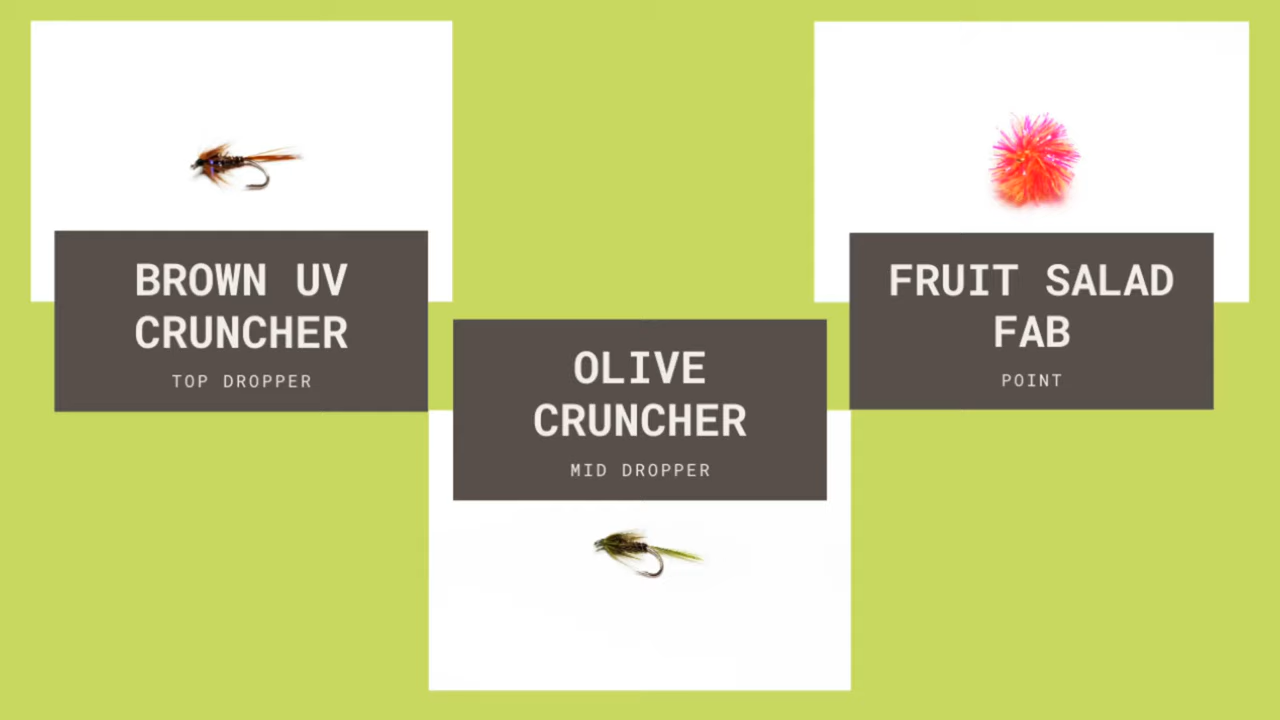 BROWN UV
CRUNCHER
TOP DROPPER
OLIVE
CRUNCHER
MID DROPPER
FRUIT SALAD
FAB
POINT